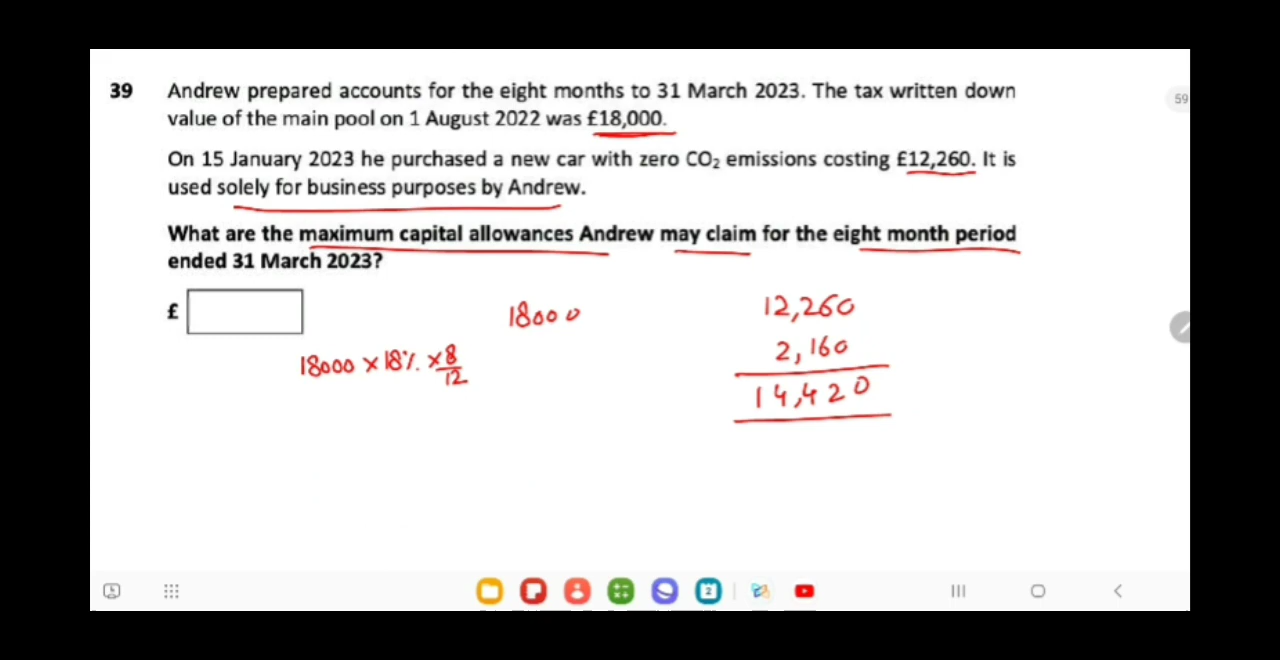 39 Andrew prepared accounts for the eight months to 31 March 2023. The tax written down
value of the main pool on 1 August 2022 was £18,000.
59
On 15 January 2023 he purchased a new car with zero CO₂ emissions costing £12,260. It is
used solely for business purposes by Andrew.
What are the maximum capital allowances Andrew may claim for the eight month period
ended 31 March 2023?
£
18000
12,260
18000 × 18% × 8/12
2,160
14,420
2